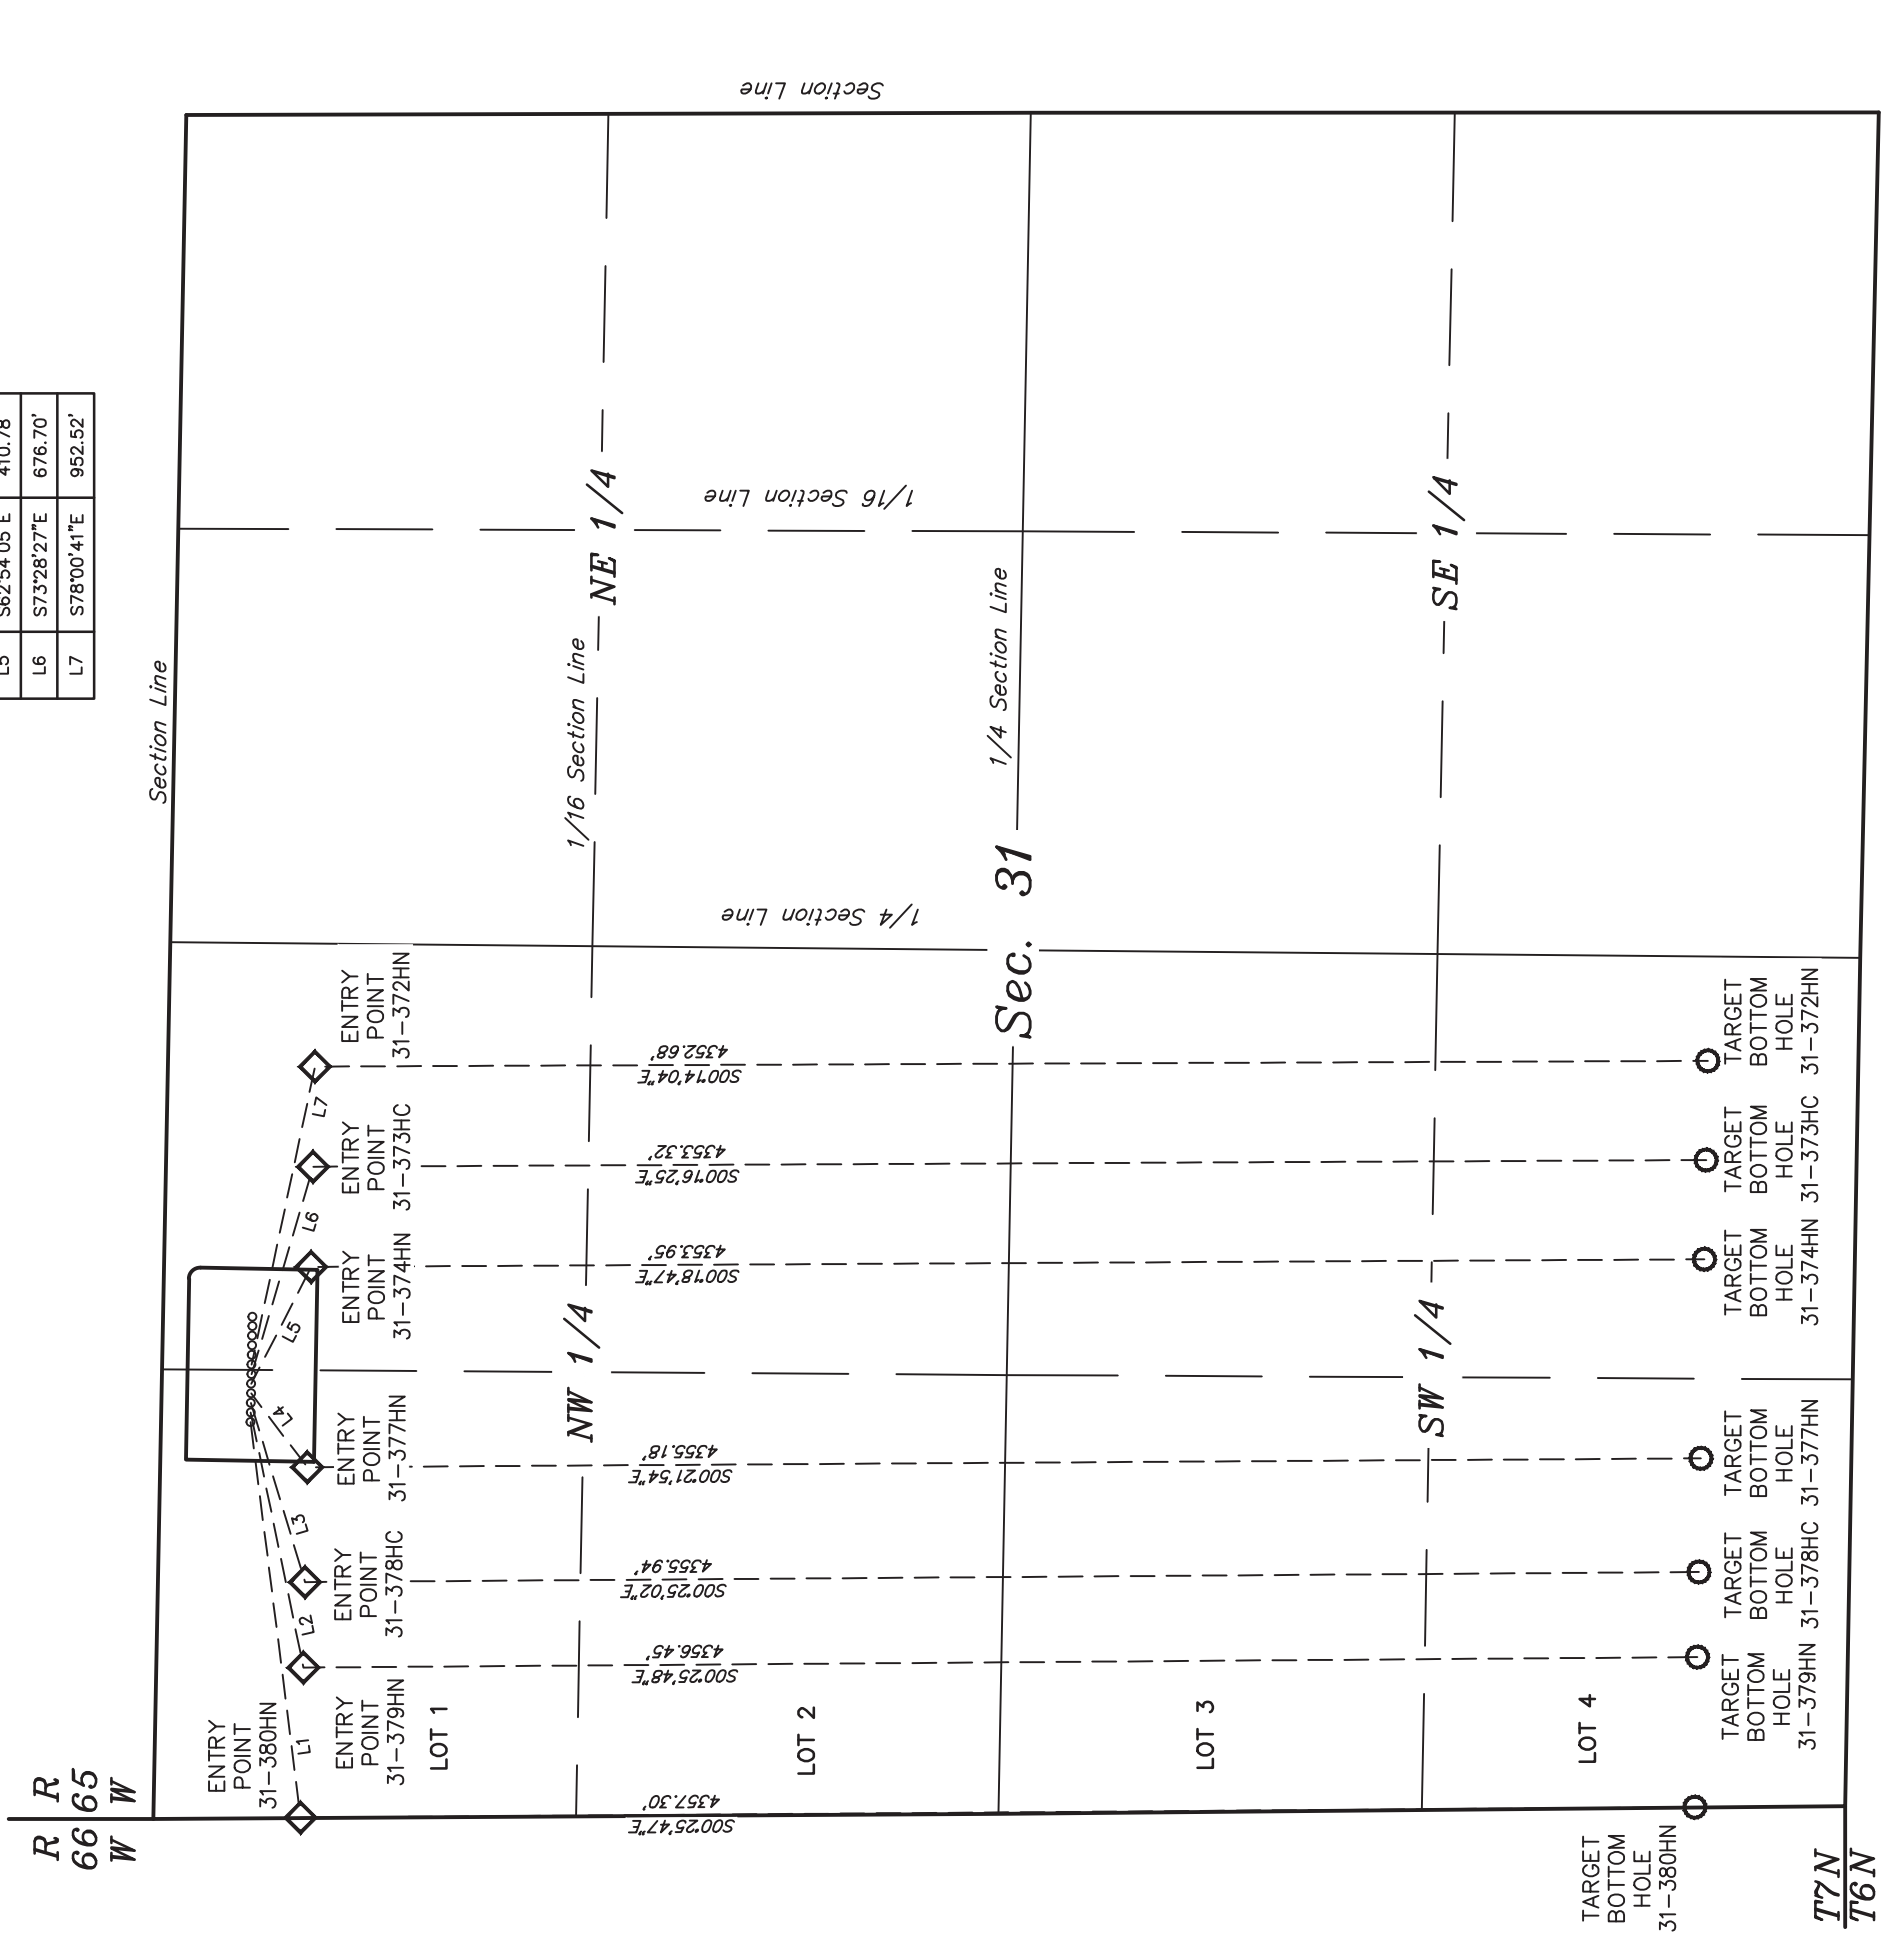 L5 S62°54'05"E 410.78'
L6 S73°28'27"E 676.70'
L7 S78°00'41"E 952.52'
R R
66 65
W W
Section Line
Section Line
1/16 Section Line
1/16 Section Line
1/4 Section Line
1/4 Section Line
NW 1/4
NE 1/4
SW 1/4
SE 1/4
Sec. 31
ENTRY
POINT
31-380HN
ENTRY
POINT
31-379HN
ENTRY
POINT
31-378HC
ENTRY
POINT
31-377HN
ENTRY
POINT
31-374HN
ENTRY
POINT
31-373HC
ENTRY
POINT
31-372HN
L1
L2
L3
L4
L5
L6
L7
LOT 1
LOT 2
LOT 3
LOT 4
S00°25'47"E
4357.30'
S00°25'48"E
4356.45'
S00°25'02"E
4355.94'
S00°21'54"E
4355.18'
S00°18'47"E
4353.95'
S00°16'25"E
4353.32'
S00°14'04"E
4352.68'
TARGET
BOTTOM
HOLE
31-380HN
TARGET
BOTTOM
HOLE
31-379HN
TARGET
BOTTOM
HOLE
31-378HC
TARGET
BOTTOM
HOLE
31-377HN
TARGET
BOTTOM
HOLE
31-374HN
TARGET
BOTTOM
HOLE
31-373HC
TARGET
BOTTOM
HOLE
31-372HN
T7N
T6N